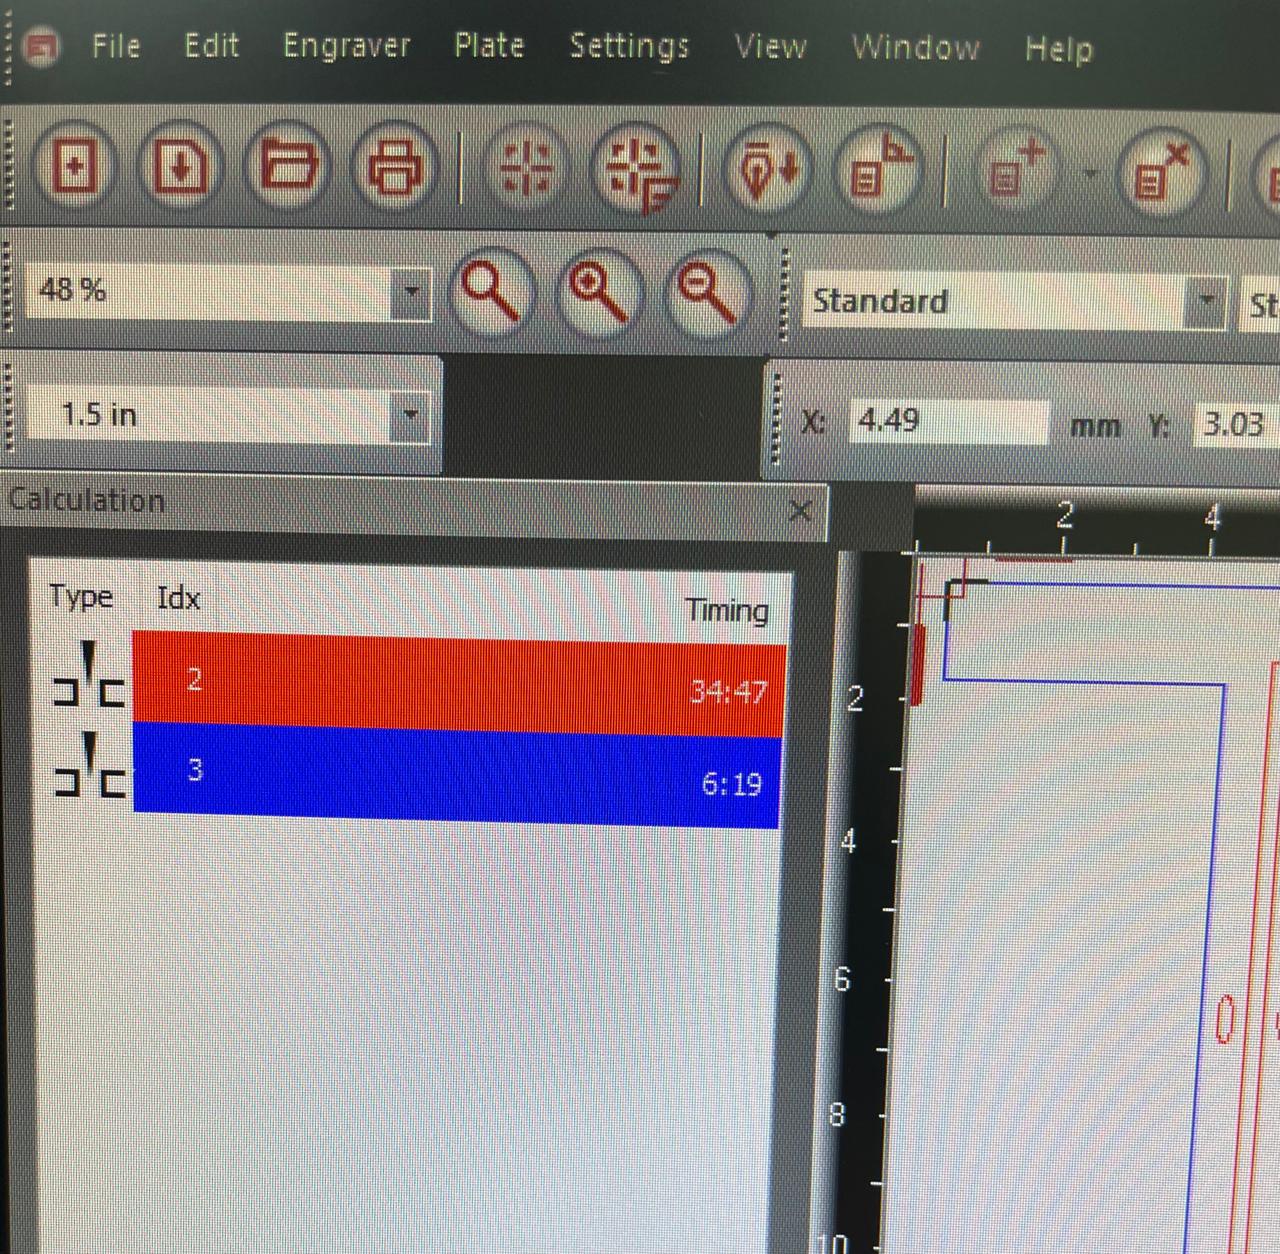 File Edit Engraver Plate Settings View Window Help
48 % Standard St
1.5 in X: 4.49 mm Y: 3.03
Calculation
2 4
Type Idx Timing
2 34:47
3 6:19
2
4
6
8
10